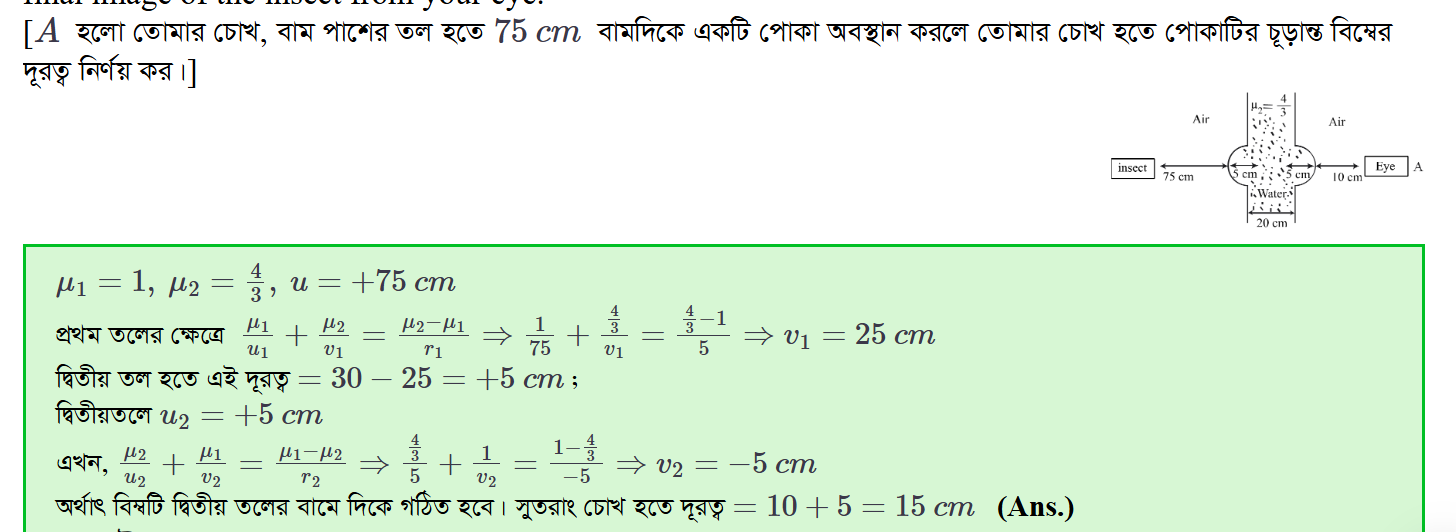 final image of the insect from your eye.
[A হলো তোমার চোখ, বাম পাশের তল হতে 75 cm বামদিকে একটি পোকা অবস্থান করলে তোমার চোখ হতে পোকাটির চূড়ান্ত বিম্বের
দূরত্ব নির্ণয় কর।]
μ₂= 4/3
Air
Air
insect
75 cm
5 cm
5 cm
10 cm
Eye
A
Water
20 cm
μ₁ = 1, μ₂ = 4/3, u = +75 cm
প্রথম তলের ক্ষেত্রে μ₁/u₁ + μ₂/v₁ = (μ₂−μ₁)/r₁ ⇒ 1/75 + (4/3)/v₁ = (4/3 −1)/5 ⇒ v₁ = 25 cm
দ্বিতীয় তল হতে এই দূরত্ব = 30 − 25 = +5 cm ;
দ্বিতীয়তলে u₂ = +5 cm
এখন, μ₂/u₂ + μ₁/v₂ = (μ₁−μ₂)/r₂ ⇒ (4/3)/5 + 1/v₂ = (1− 4/3)/−5 ⇒ v₂ = −5 cm
অর্থাৎ বিম্বটি দ্বিতীয় তলের বামে দিকে গঠিত হবে। সুতরাং চোখ হতে দূরত্ব = 10 + 5 = 15 cm (Ans.)